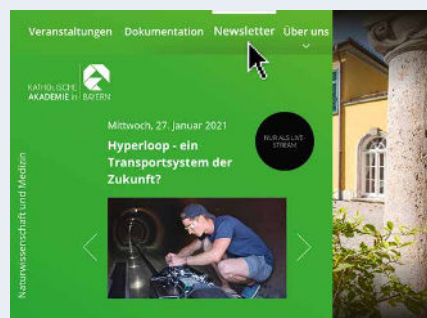 Veranstaltungen Dokumentation Newsletter Über uns
KATHOLISCHE
AKADEMIE in BAYERN
Mittwoch, 27. Januar 2021
NUR ALS LIVE-
STREAM
Hyperloop - ein
Transportsystem der
Zukunft?
Naturwissenschaft und Medizin